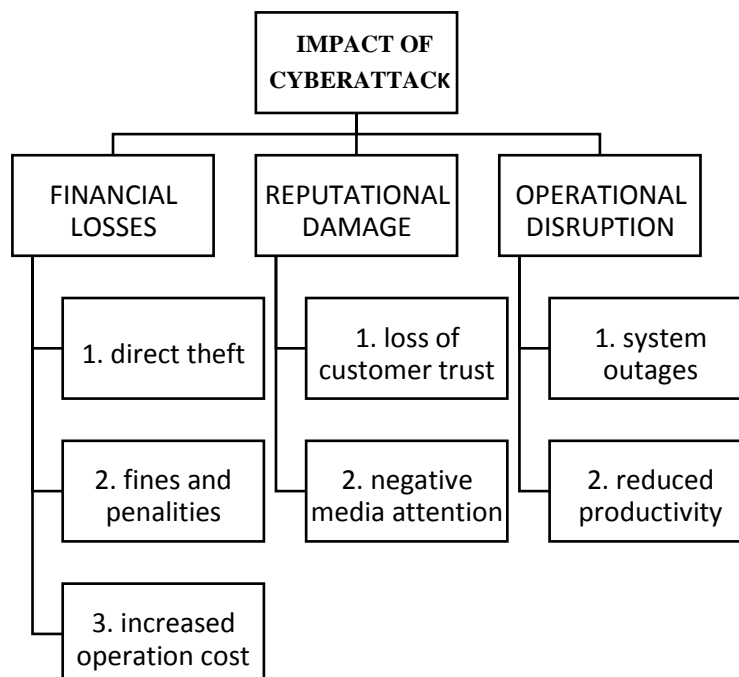 IMPACT OF
CYBERATTACK
FINANCIAL
LOSSES
REPUTATIONAL
DAMAGE
OPERATIONAL
DISRUPTION
1. direct theft
2. fines and
penalities
3. increased
operation cost
1. loss of
customer trust
2. negative
media attention
1. system
outages
2. reduced
productivity